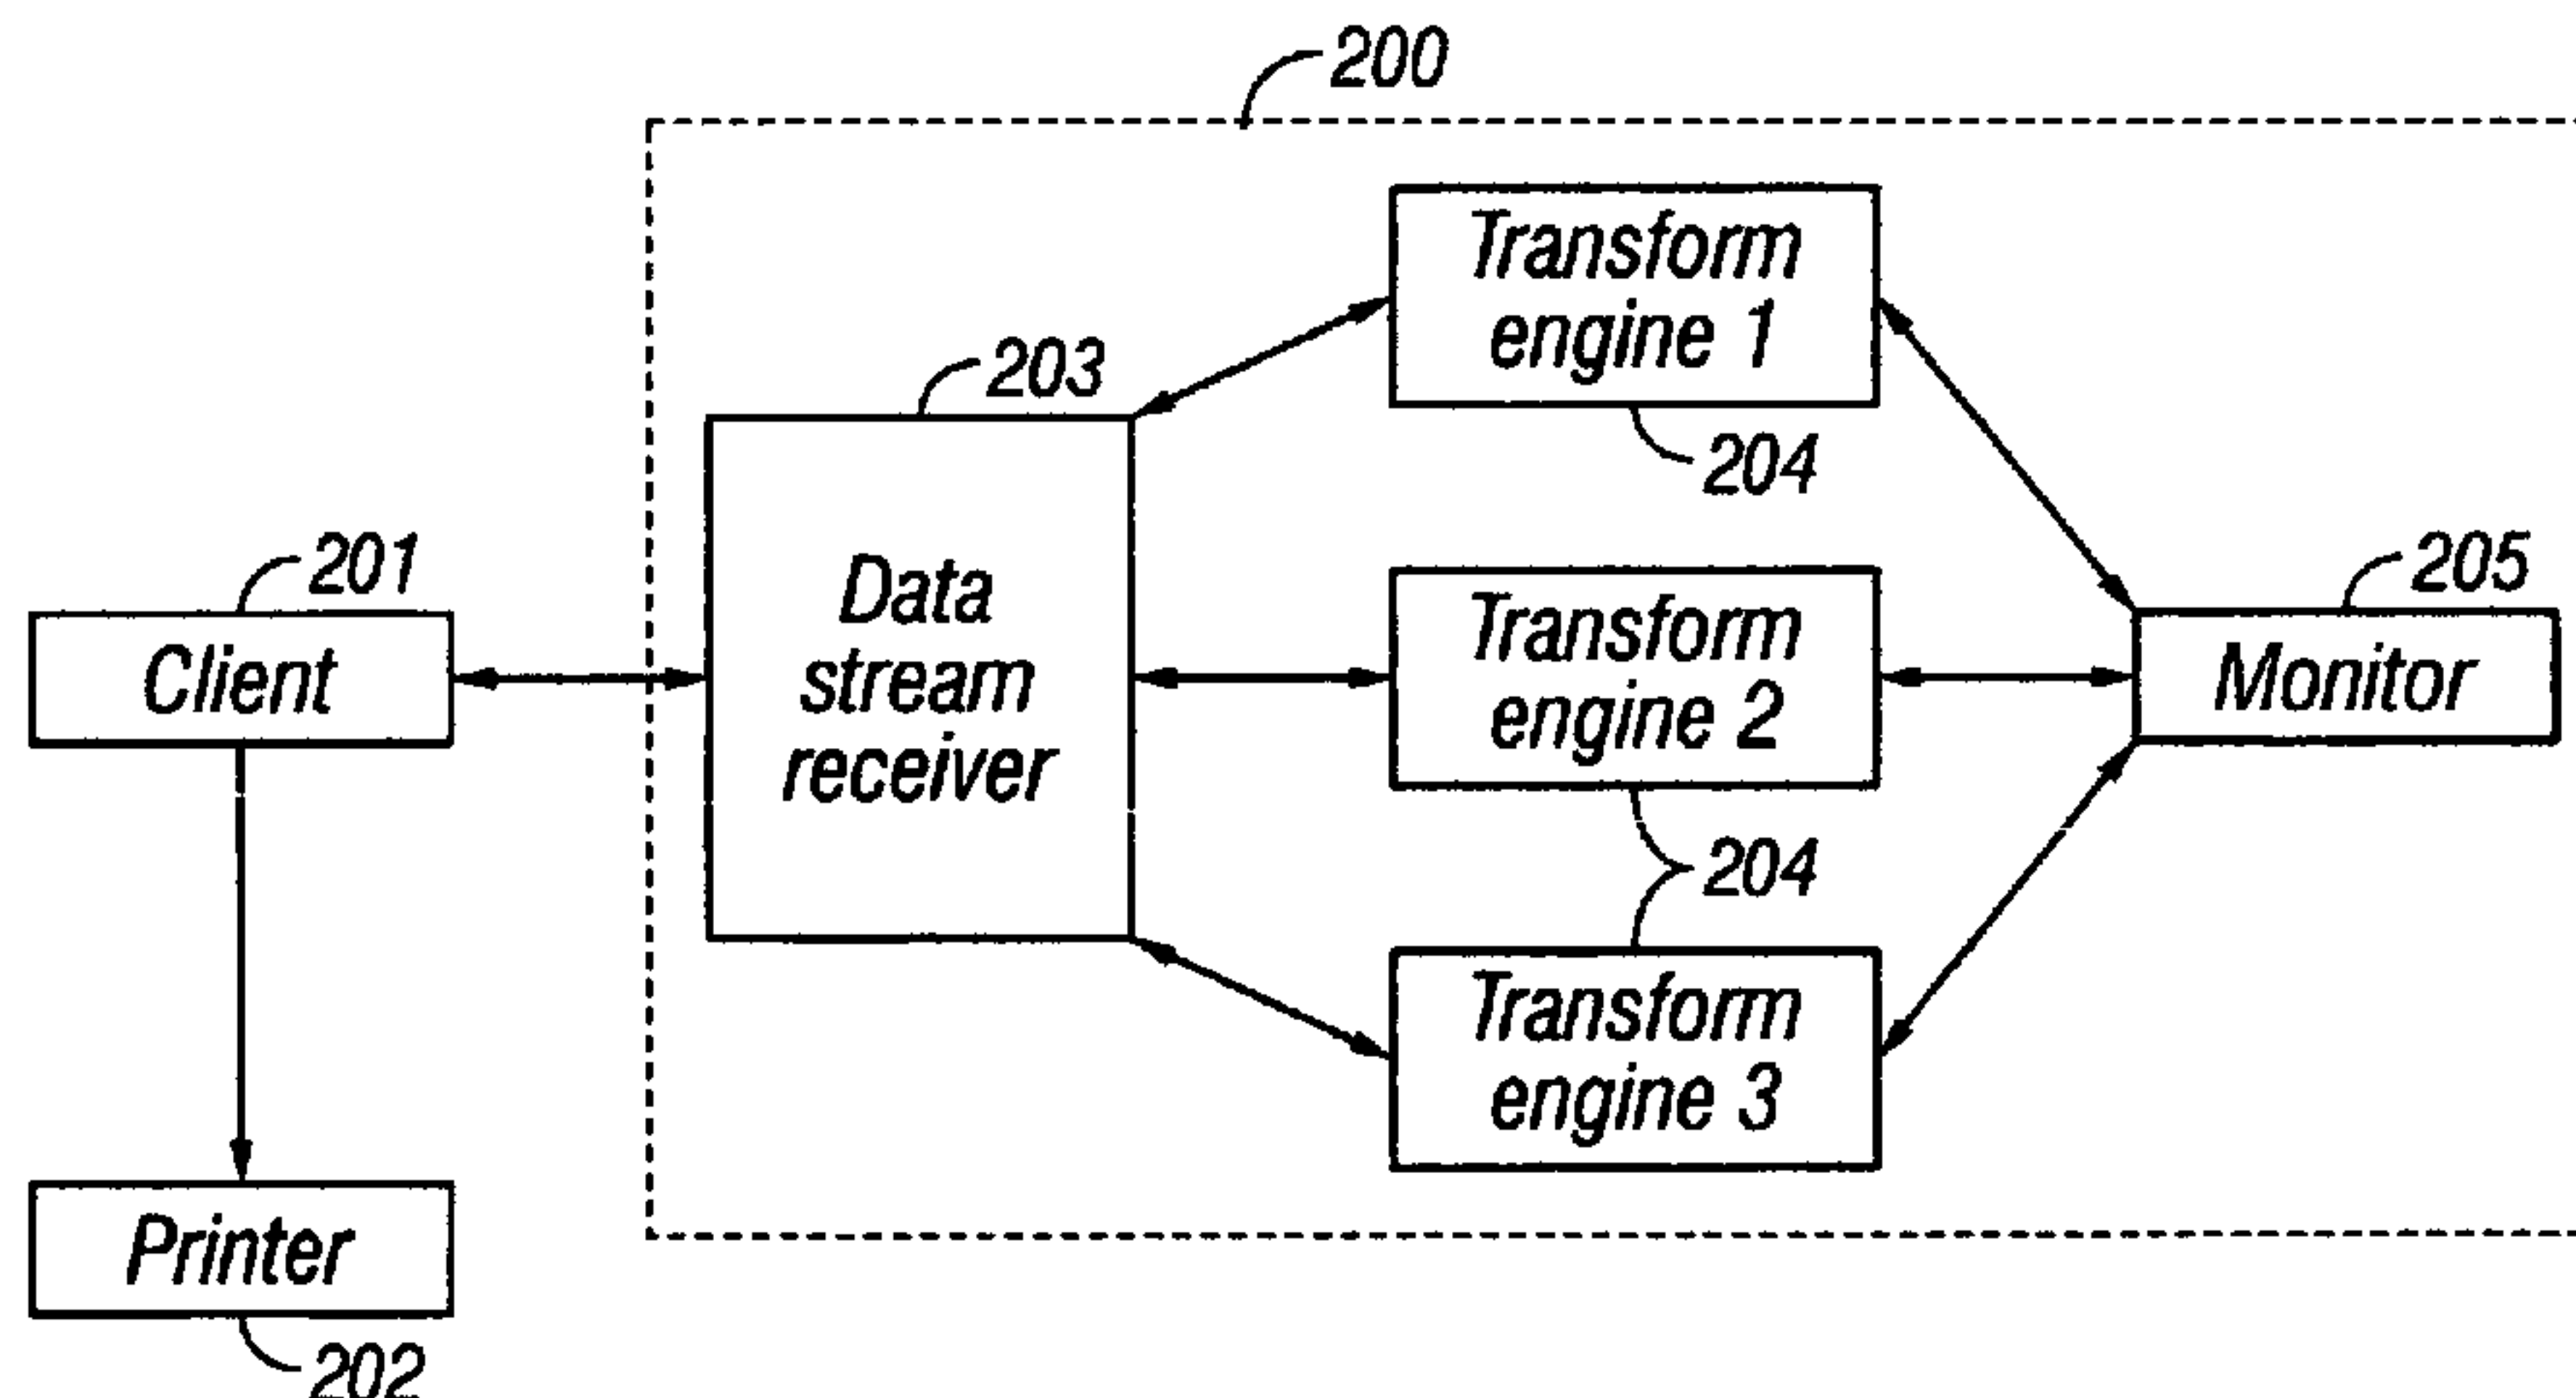 200
Transform
engine 1
203
204
Data
stream
receiver
201
Client
Transform
engine 2
205
Monitor
204
Transform
engine 3
Printer
202